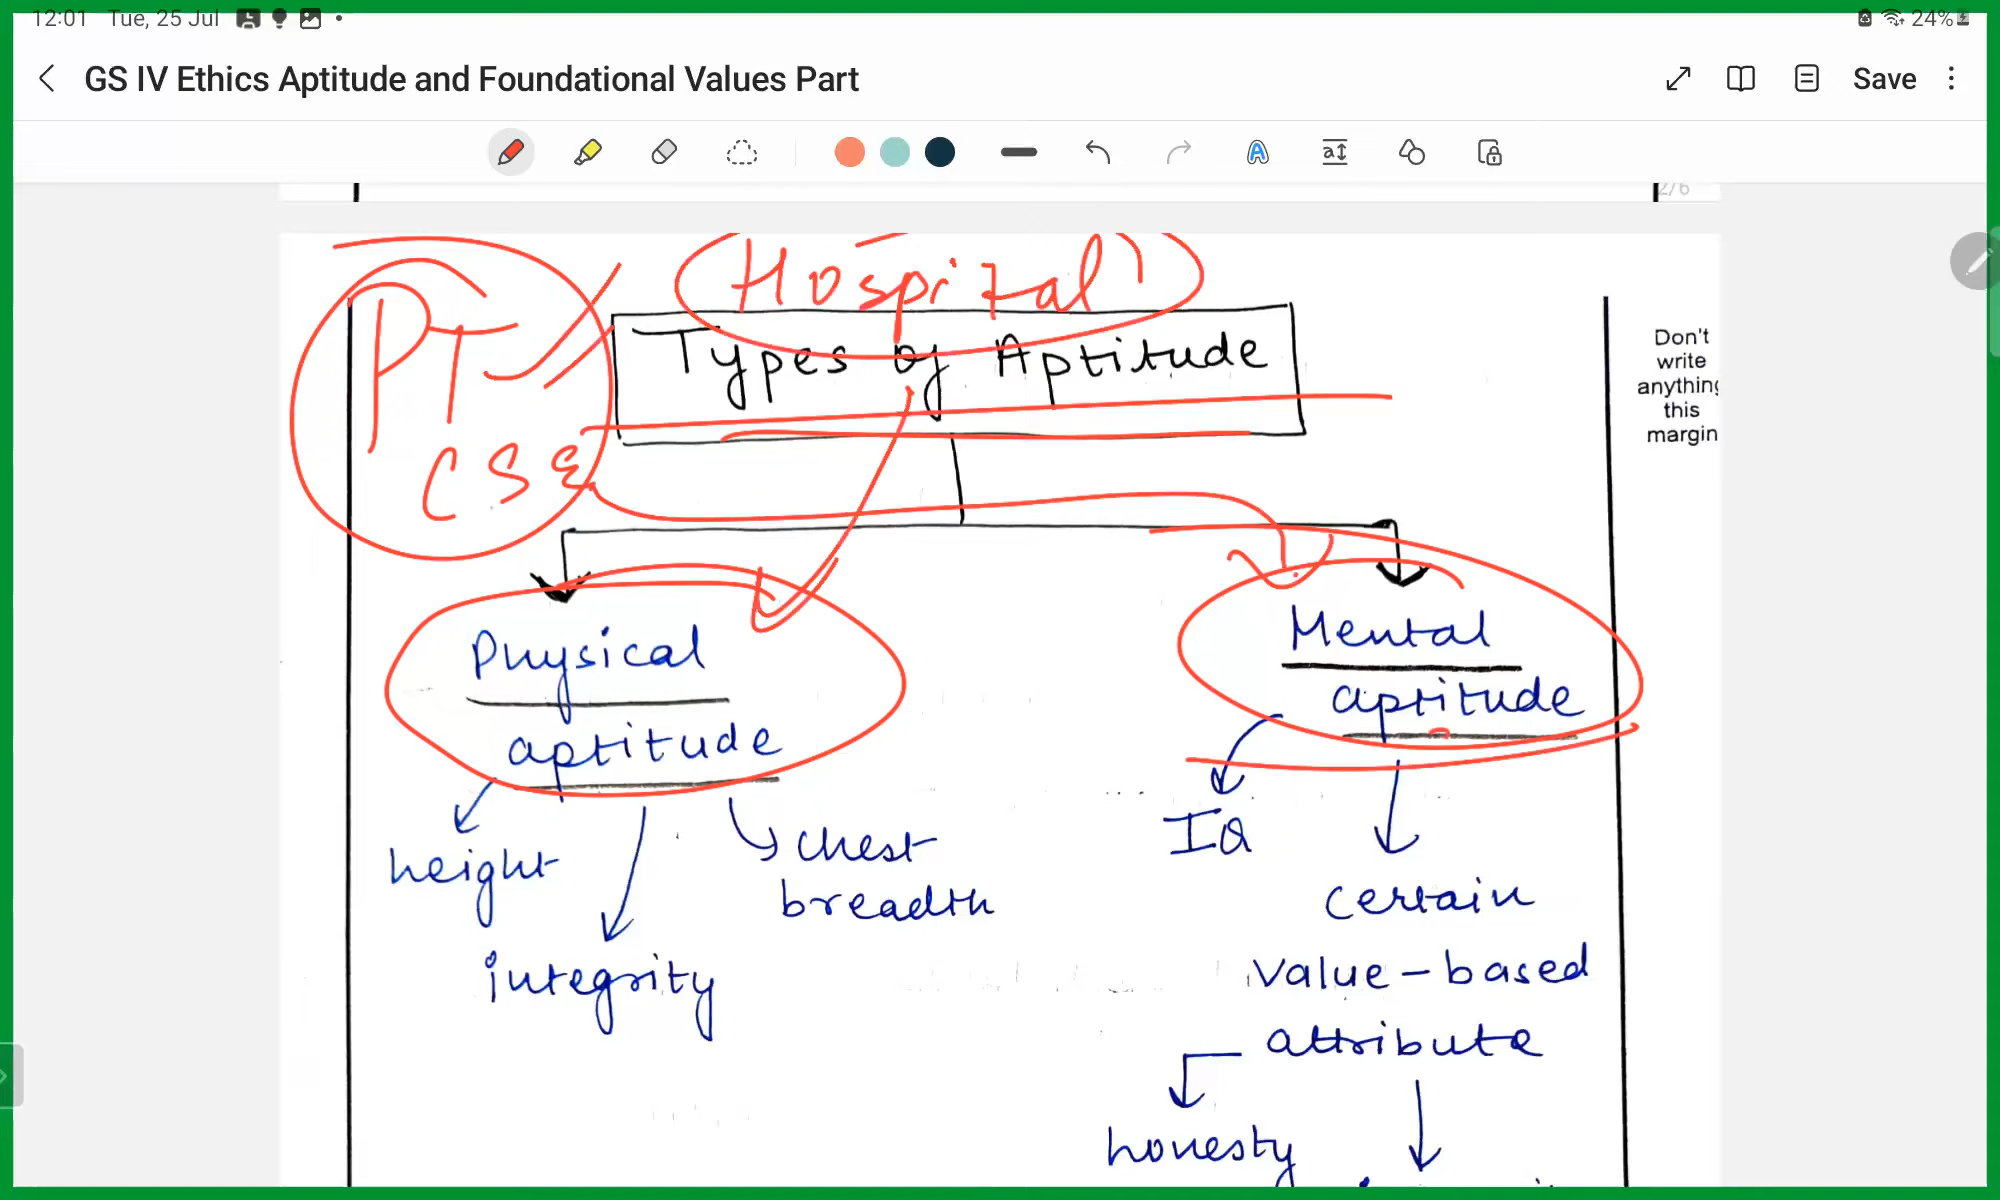 12:01 Tue, 25 Jul
24%
GS IV Ethics Aptitude and Foundational Values Part
Save
2/6
Hospital
PT
CSE
Types of Aptitude
Don't
write
anything
this
margin
Physical
aptitude
height
integrity
chest
breadth
Mental
aptitude
IQ
certain
value-based
attribute
honesty